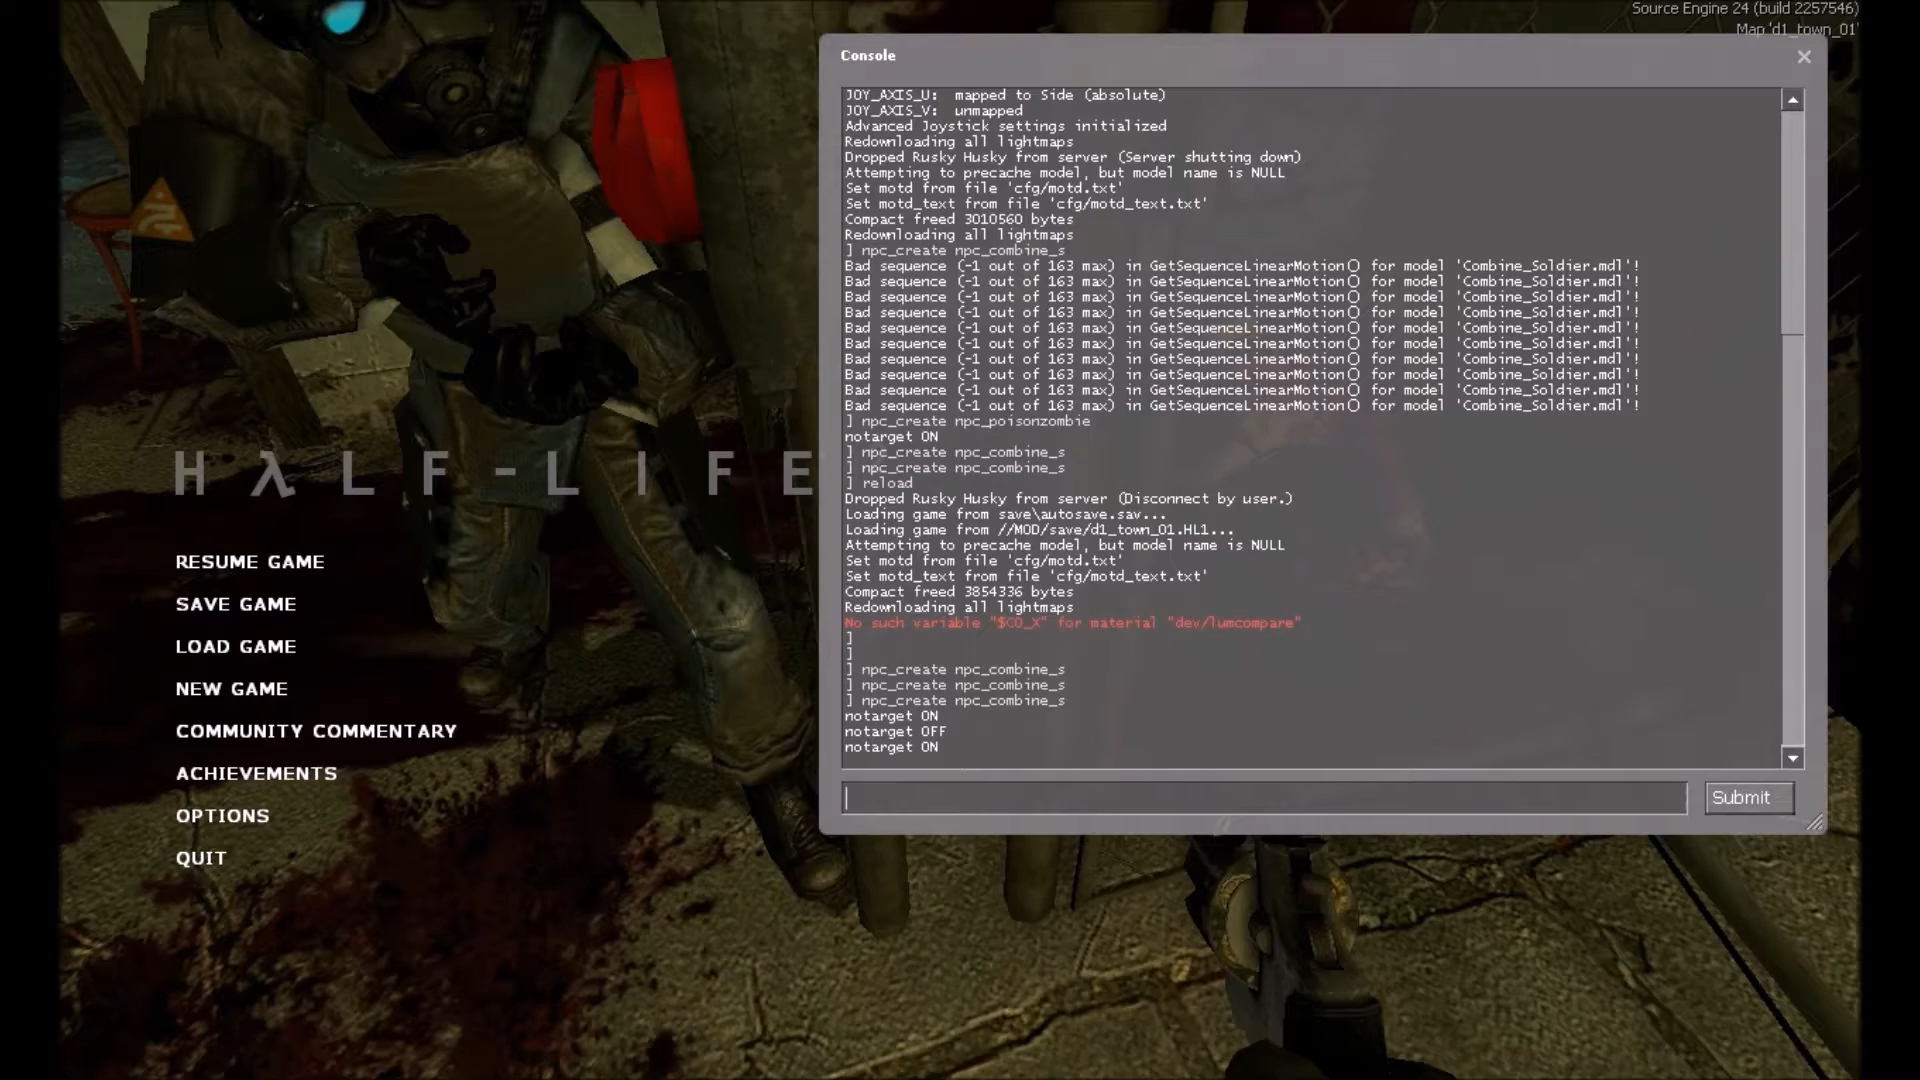 Source Engine 24 (build 2257546)
Map 'd1_town_01'
Console
JOY_AXIS_U:  mapped to Side (absolute)
JOY_AXIS_V:  unmapped
Advanced Joystick settings initialized
Redownloading all lightmaps
Dropped Rusky Husky from server (Server shutting down)
Attempting to precache model, but model name is NULL
Set motd from file 'cfg/motd.txt'
Set motd_text from file 'cfg/motd_text.txt'
Compact freed 3010560 bytes
Redownloading all lightmaps
] npc_create npc_combine_s
Bad sequence (-1 out of 163 max) in GetSequenceLinearMotion() for model 'Combine_Soldier.mdl'!
Bad sequence (-1 out of 163 max) in GetSequenceLinearMotion() for model 'Combine_Soldier.mdl'!
Bad sequence (-1 out of 163 max) in GetSequenceLinearMotion() for model 'Combine_Soldier.mdl'!
Bad sequence (-1 out of 163 max) in GetSequenceLinearMotion() for model 'Combine_Soldier.mdl'!
Bad sequence (-1 out of 163 max) in GetSequenceLinearMotion() for model 'Combine_Soldier.mdl'!
Bad sequence (-1 out of 163 max) in GetSequenceLinearMotion() for model 'Combine_Soldier.mdl'!
Bad sequence (-1 out of 163 max) in GetSequenceLinearMotion() for model 'Combine_Soldier.mdl'!
Bad sequence (-1 out of 163 max) in GetSequenceLinearMotion() for model 'Combine_Soldier.mdl'!
Bad sequence (-1 out of 163 max) in GetSequenceLinearMotion() for model 'Combine_Soldier.mdl'!
Bad sequence (-1 out of 163 max) in GetSequenceLinearMotion() for model 'Combine_Soldier.mdl'!
] npc_create npc_poisonzombie
notarget ON
] npc_create npc_combine_s
] npc_create npc_combine_s
] reload
Dropped Rusky Husky from server (Disconnect by user.)
Loading game from save\autosave.sav...
Loading game from //MOD/save/d1_town_01.HL1...
Attempting to precache model, but model name is NULL
Set motd from file 'cfg/motd.txt'
Set motd_text from file 'cfg/motd_text.txt'
Compact freed 3854336 bytes
Redownloading all lightmaps
No such variable "$C0_X" for material "dev/lumcompare"
]
]
] npc_create npc_combine_s
] npc_create npc_combine_s
] npc_create npc_combine_s
notarget ON
notarget OFF
notarget ON
Submit
HλLF-LIFE
RESUME GAME
SAVE GAME
LOAD GAME
NEW GAME
COMMUNITY COMMENTARY
ACHIEVEMENTS
OPTIONS
QUIT